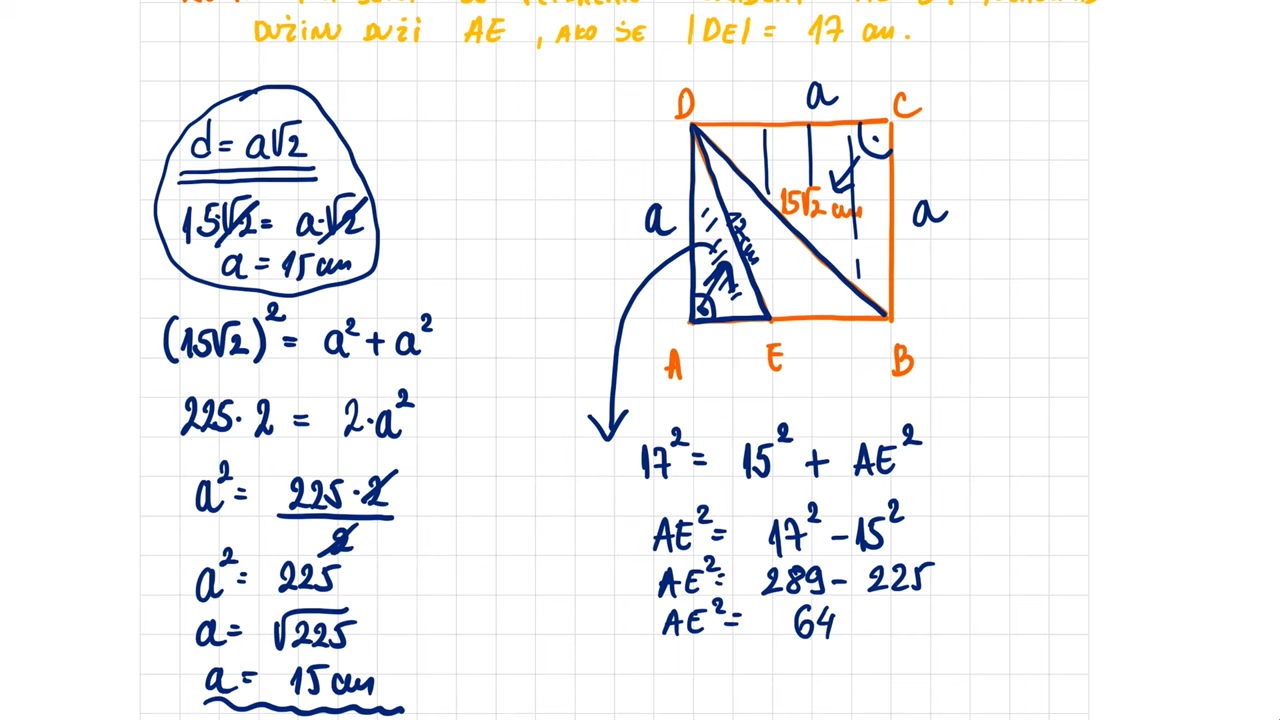 DUŽINU DUŽI AE , AKO JE |DE| = 17 cm.
d = a√2
15·√2 = a·√2
a = 15 cm
(15√2)² = a² + a²
225·2 = 2·a²
a² = 225·2
2
a² = 225
a = √225
a = 15 cm
D a C
a 15√2 cm a
A E B
17² = 15² + AE²
AE² = 17² - 15²
AE² = 289 - 225
AE² = 64